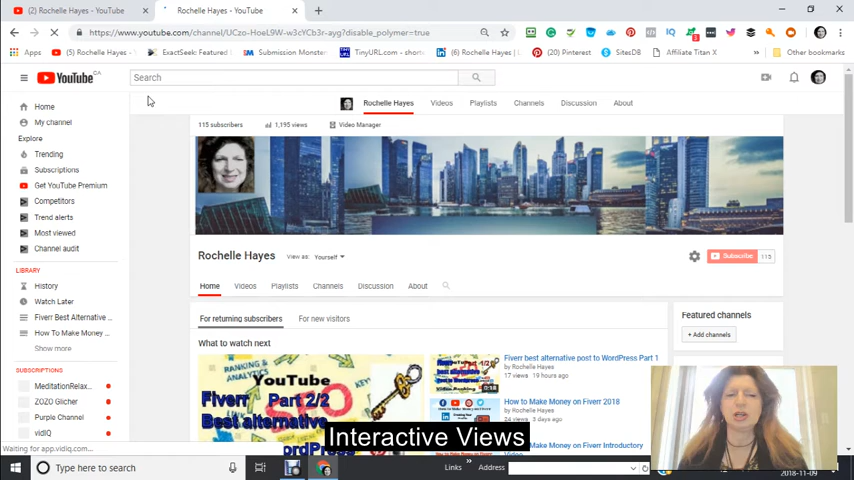 (2) Rochelle Hayes - YouTube
Rochelle Hayes - YouTube
https://www.youtube.com/channel/UCzo-HoeL9W-w3cYCb3r-ayg?disable_polymer=true
Apps
(5) Rochelle Hayes -
ExactSeek: Featured
Submission Monster
TinyURL.com - shorte
(6) LinkedIn
(20) Pinterest
SitesDB
Affiliate Titan X
Other bookmarks
YouTube CA
Search
Home
My channel
Explore
Trending
Subscriptions
Get YouTube Premium
Competitors
Trend alerts
Most viewed
Channel audit
LIBRARY
History
Watch Later
Fiverr Best Alternative ...
How To Make Money ...
Show more
SUBSCRIPTIONS
MeditationRelax...
ZOZO Glicher
Purple Channel
vidIQ
Rochelle Hayes
Videos
Playlists
Channels
Discussion
About
115 subscribers
1,195 views
Video Manager
Rochelle Hayes
View as: Yourself
Subscribe 115
Home
Videos
Playlists
Channels
Discussion
About
For returning subscribers
For new visitors
What to watch next
RANKING &
ANALYTICS
YouTube
SEO
Fiverr Part 2/2
Best alternative
Fiverr best alternative post to WordPress Part 1
by Rochelle Hayes
17 views 19 hours ago
0:18
How to Make Money on Fiverr 2018
by Rochelle Hayes
24 views 3 days ago
Money on Fiverr Introductory
Featured channels
+ Add channels
Interactive Views
Waiting for app.vidiq.com...
Type here to search
Links
Address
2018-11-09